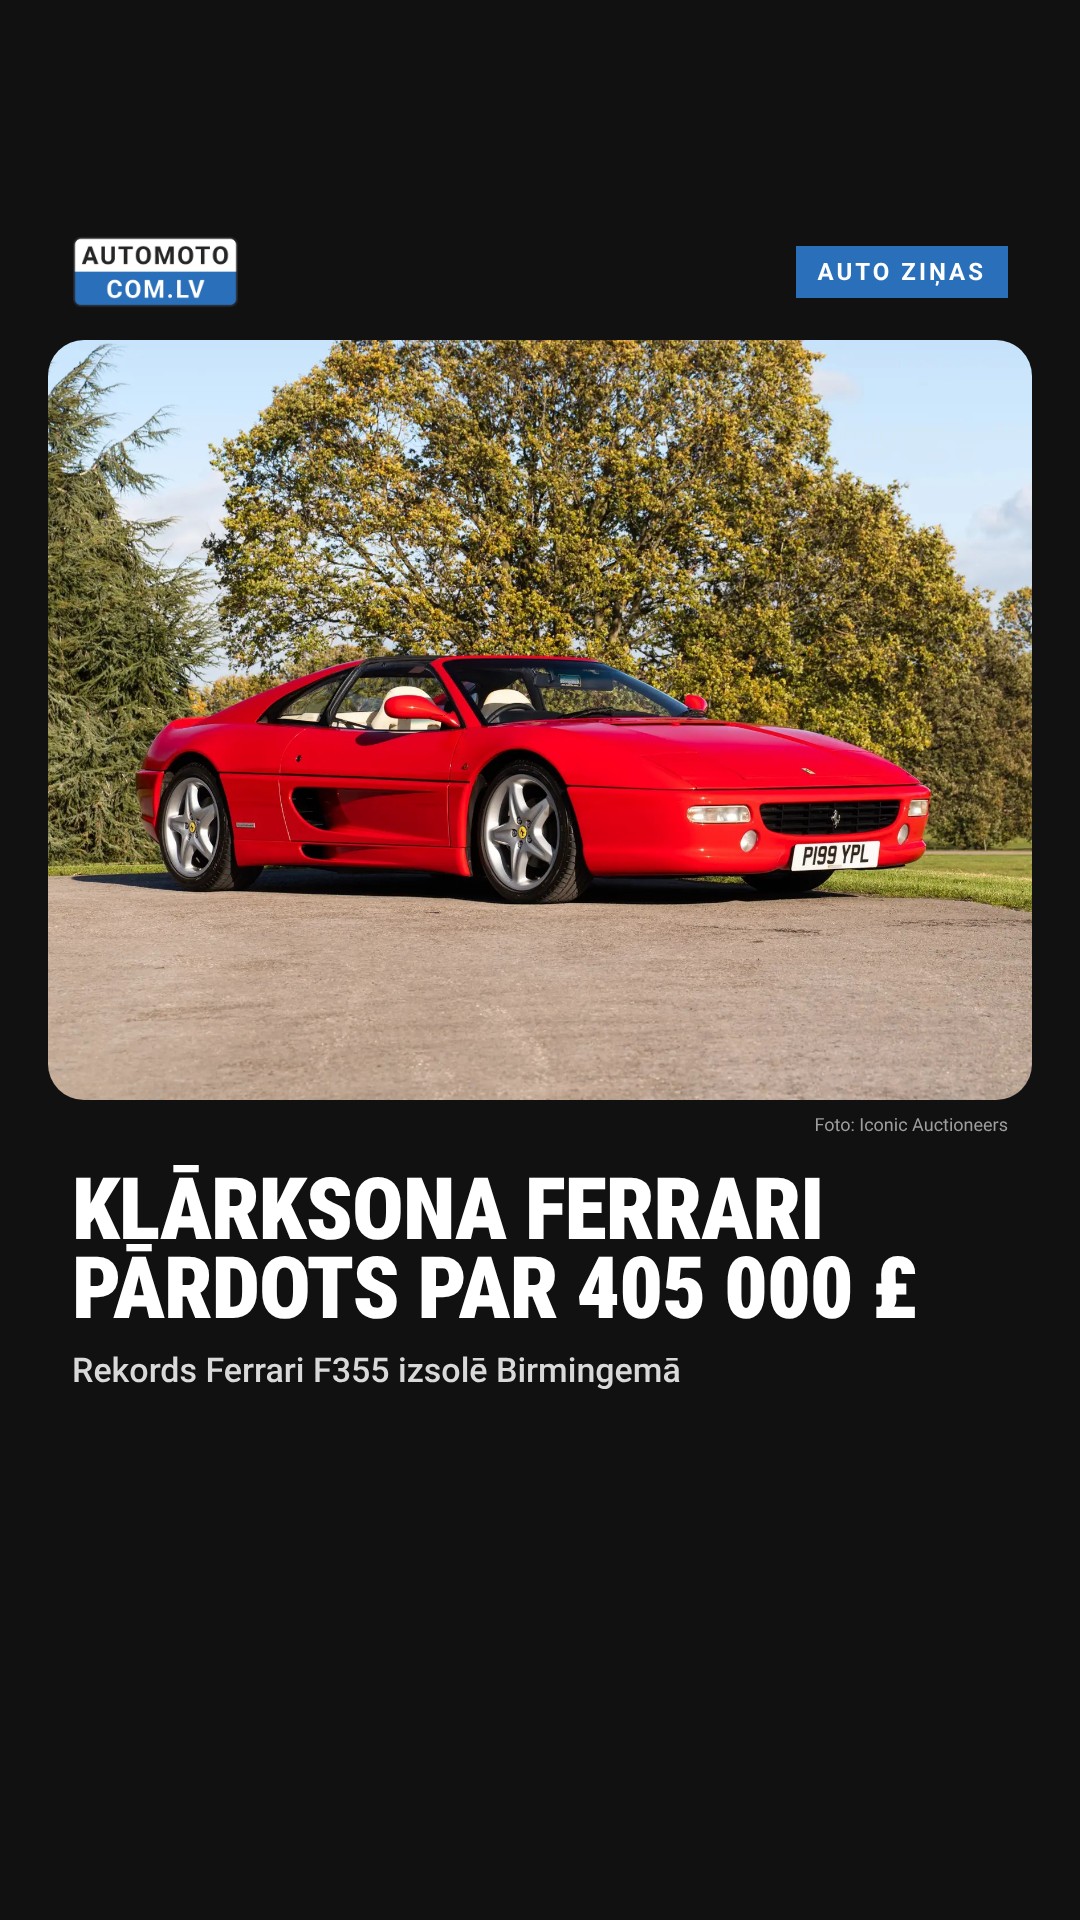 AUTOMOTO
COM.LV
AUTO ZIŅAS
P199 YPL
Foto: Iconic Auctioneers
KLĀRKSONA FERRARI
PĀRDOTS PAR 405 000 £
Rekords Ferrari F355 izsolē Birmingemā